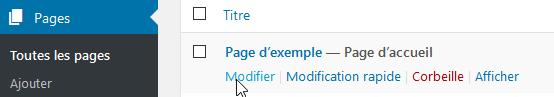 Pages
Titre
Toutes les pages
Page d’exemple — Page d’accueil
Ajouter
Modifier | Modification rapide | Corbeille | Afficher